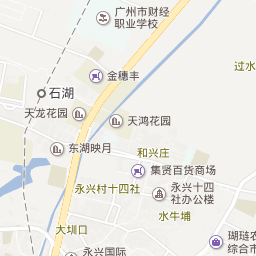 广州市财经
职业学校
过水
金穗丰
石湖
天龙花园
天鸿花园
东湖映月
和兴庄
集贤百货商场
永兴村十四社
永兴十四
社办公楼
水牛埔
瑚琏农
综合市
大圳口
永兴国际